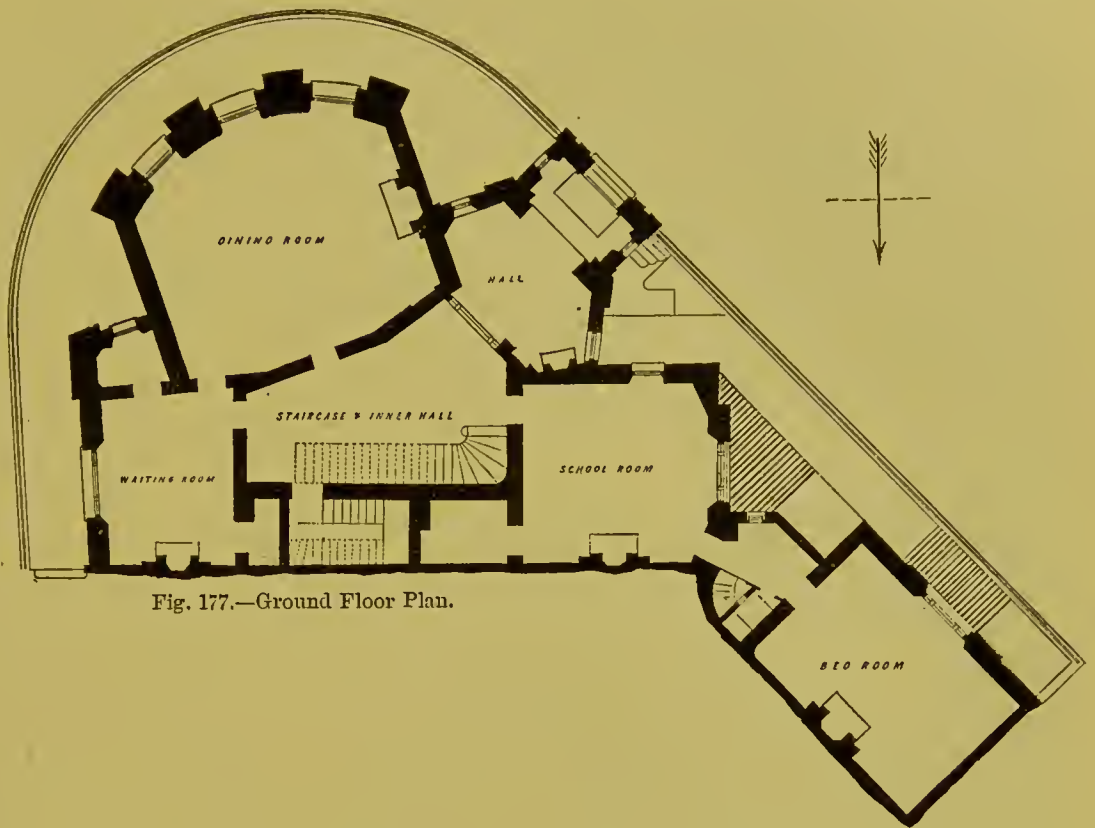 DINING ROOM
HALL
STAIRCASE & INNER HALL
SCHOOL ROOM
WAITING ROOM
BED ROOM
Fig. 177.—Ground Floor Plan.